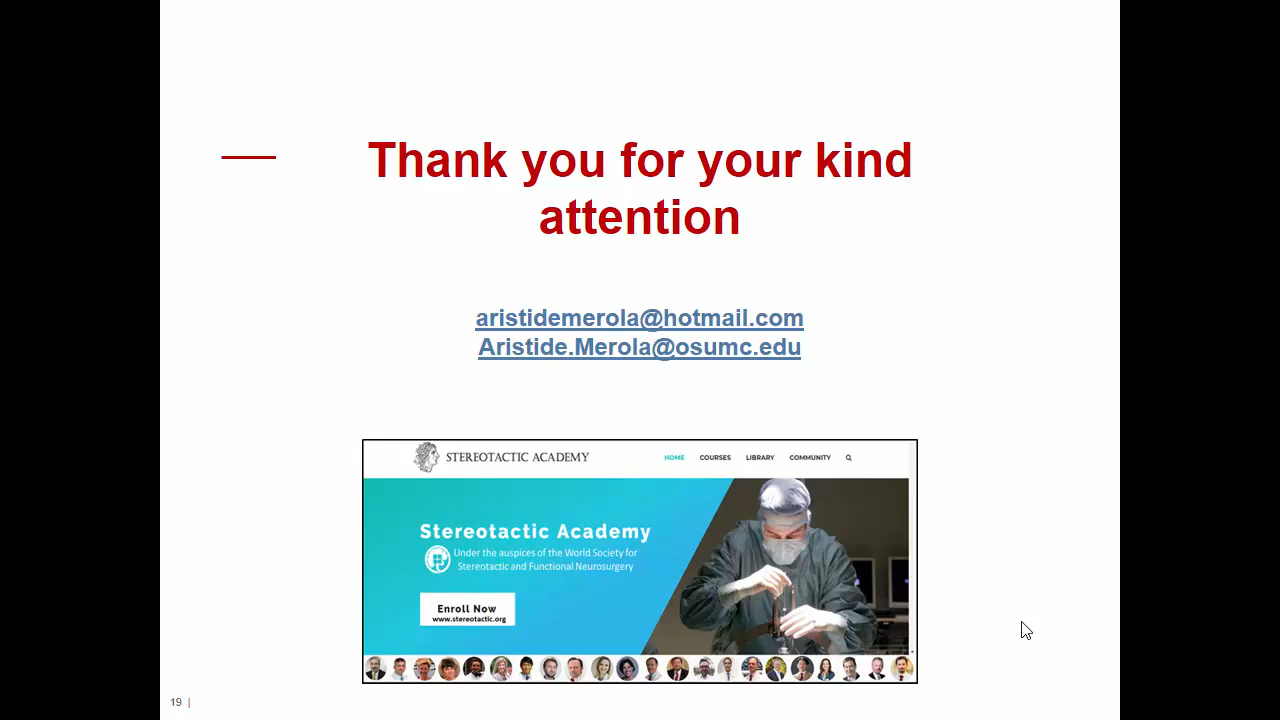 Thank you for your kind
attention
aristidemerola@hotmail.com
Aristide.Merola@osumc.edu
STEREOTACTIC ACADEMY
HOME COURSES LIBRARY COMMUNITY
Stereotactic Academy
Under the auspices of the World Society for
Stereotactic and Functional Neurosurgery
Enroll Now
www.stereotactic.org
19 |